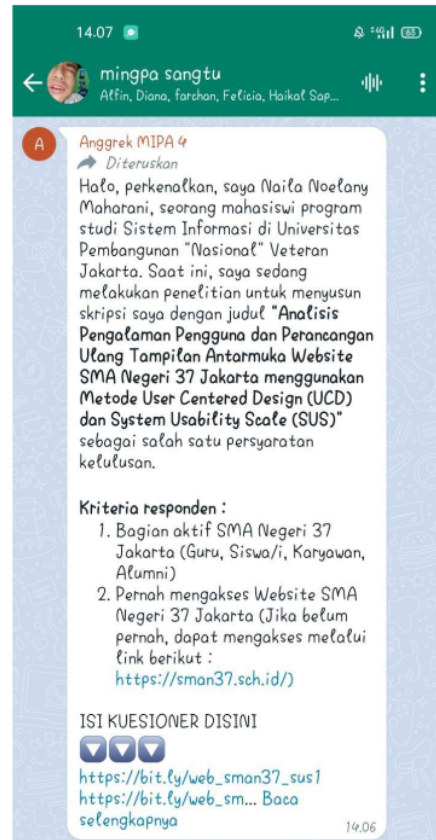 14.07
63
mingpa sangtu
Alfin, Diana, farchan, Felicia, Haikal Sap...
A
Anggrek MIPA 4
Diteruskan
Halo, perkenalkan, saya Naila Noelany
Maharani, seorang mahasiswi program
studi Sistem Informasi di Universitas
Pembangunan "Nasional" Veteran
Jakarta. Saat ini, saya sedang
melakukan penelitian untuk menyusun
skripsi saya dengan judul "Analisis
Pengalaman Pengguna dan Perancangan
Ulang Tampilan Antarmuka Website
SMA Negeri 37 Jakarta menggunakan
Metode User Centered Design (UCD)
dan System Usability Scale (SUS)"
sebagai salah satu persyaratan
kelulusan.
Kriteria responden :
1. Bagian aktif SMA Negeri 37
Jakarta (Guru, Siswa/i, Karyawan,
Alumni)
2. Pernah mengakses Website SMA
Negeri 37 Jakarta (Jika belum
pernah, dapat mengakses melalui
link berikut :
https://sman37.sch.id/)
ISI KUESIONER DISINI
https://bit.ly/web_sman37_sus1
https://bit.ly/web_sm... Baca
selengkapnya
14.06